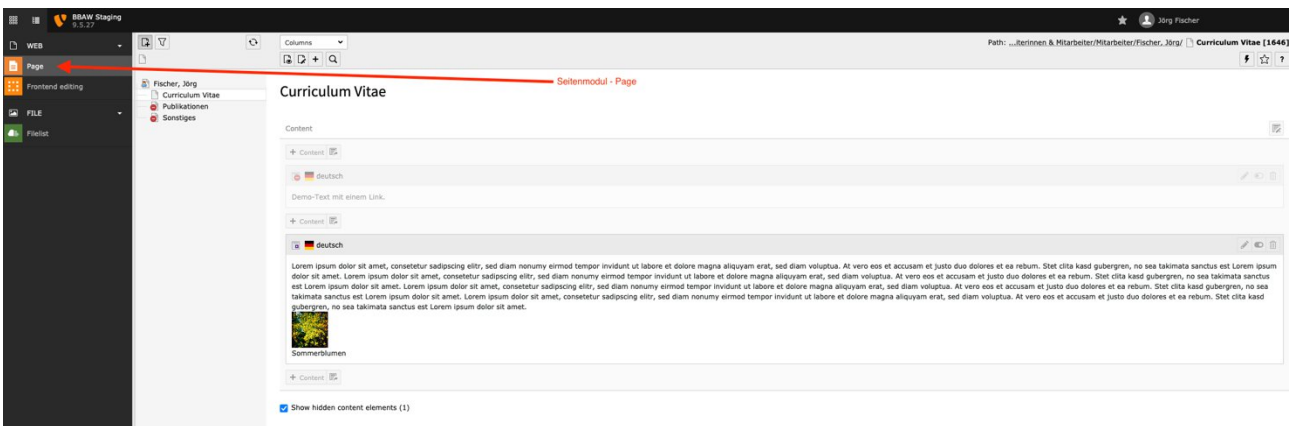 BBAW Staging
9.5.27
Jörg Fischer
WEB
Page
Frontend editing
FILE
Filelist
Fischer, Jörg
Curriculum Vitae
Publikationen
Sonstiges
Columns
Path: ...iterinnen & Mitarbeiter/Mitarbeiter/Fischer, Jörg/ Curriculum Vitae [1646]
?
Seitenmodul - Page
Curriculum Vitae
Content
+ Content
deutsch
Demo-Text mit einem Link.
+ Content
deutsch
Lorem ipsum dolor sit amet, consetetur sadipscing elitr, sed diam nonumy eirmod tempor invidunt ut labore et dolore magna aliquyam erat, sed diam voluptua. At vero eos et accusam et justo duo dolores et ea rebum. Stet clita kasd gubergren, no sea takimata sanctus est Lorem ipsum
dolor sit amet. Lorem ipsum dolor sit amet, consetetur sadipscing elitr, sed diam nonumy eirmod tempor invidunt ut labore et dolore magna aliquyam erat, sed diam voluptua. At vero eos et accusam et justo duo dolores et ea rebum. Stet clita kasd gubergren, no sea takimata sanctus
est Lorem ipsum dolor sit amet. Lorem ipsum dolor sit amet, consetetur sadipscing elitr, sed diam nonumy eirmod tempor invidunt ut labore et dolore magna aliquyam erat, sed diam voluptua. At vero eos et accusam et justo duo dolores et ea rebum. Stet clita kasd gubergren, no sea
takimata sanctus est Lorem ipsum dolor sit amet. Lorem ipsum dolor sit amet, consetetur sadipscing elitr, sed diam nonumy eirmod tempor invidunt ut labore et dolore magna aliquyam erat, sed diam voluptua. At vero eos et accusam et justo duo dolores et ea rebum. Stet clita kasd
gubergren, no sea takimata sanctus est Lorem ipsum dolor sit amet.
Sommerblumen
+ Content
Show hidden content elements (1)